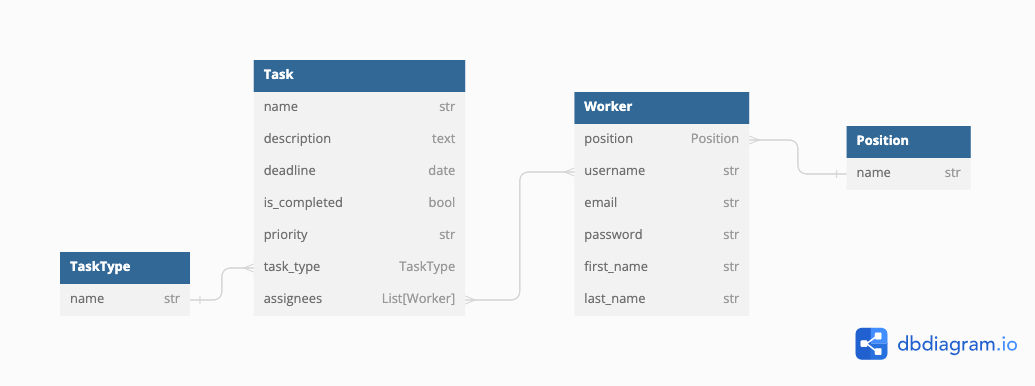 Task
name str
description text
deadline date
is_completed bool
priority str
task_type TaskType
assignees List[Worker]
TaskType
name str
Worker
position Position
username str
email str
password str
first_name str
last_name str
Position
name str
dbdiagram.io